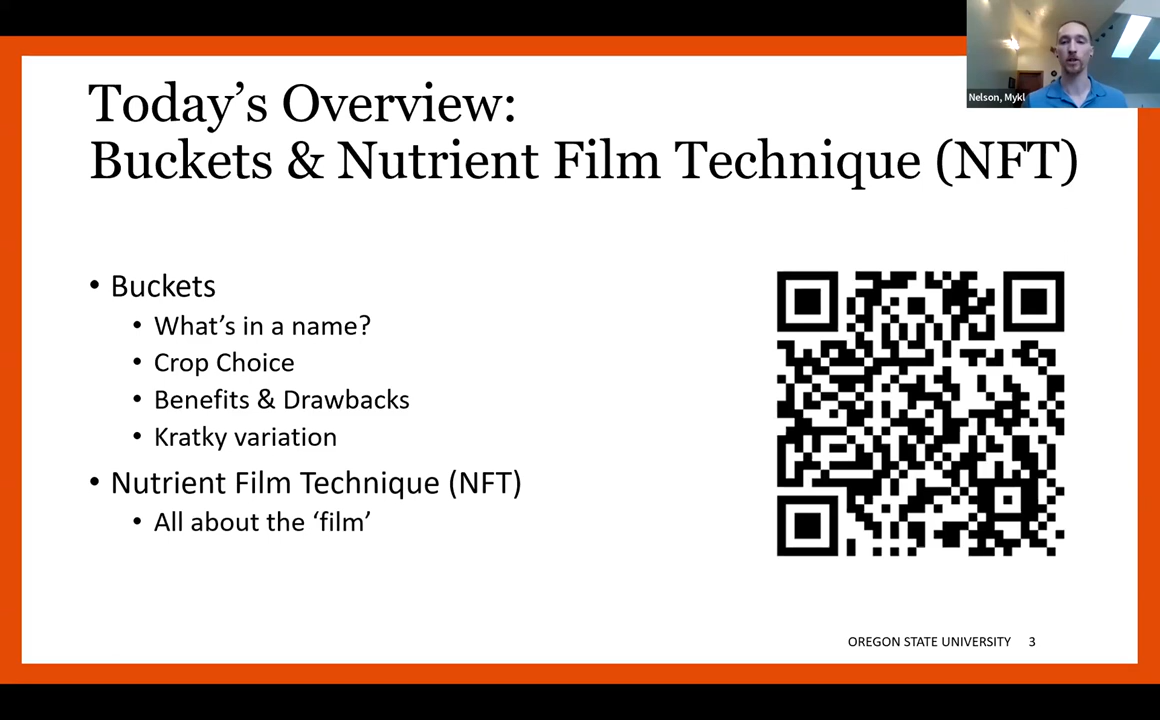 Today’s Overview:
Buckets & Nutrient Film Technique (NFT)
Nelson, Mykl
• Buckets
• What’s in a name?
• Crop Choice
• Benefits & Drawbacks
• Kratky variation
• Nutrient Film Technique (NFT)
• All about the ‘film’
OREGON STATE UNIVERSITY 3